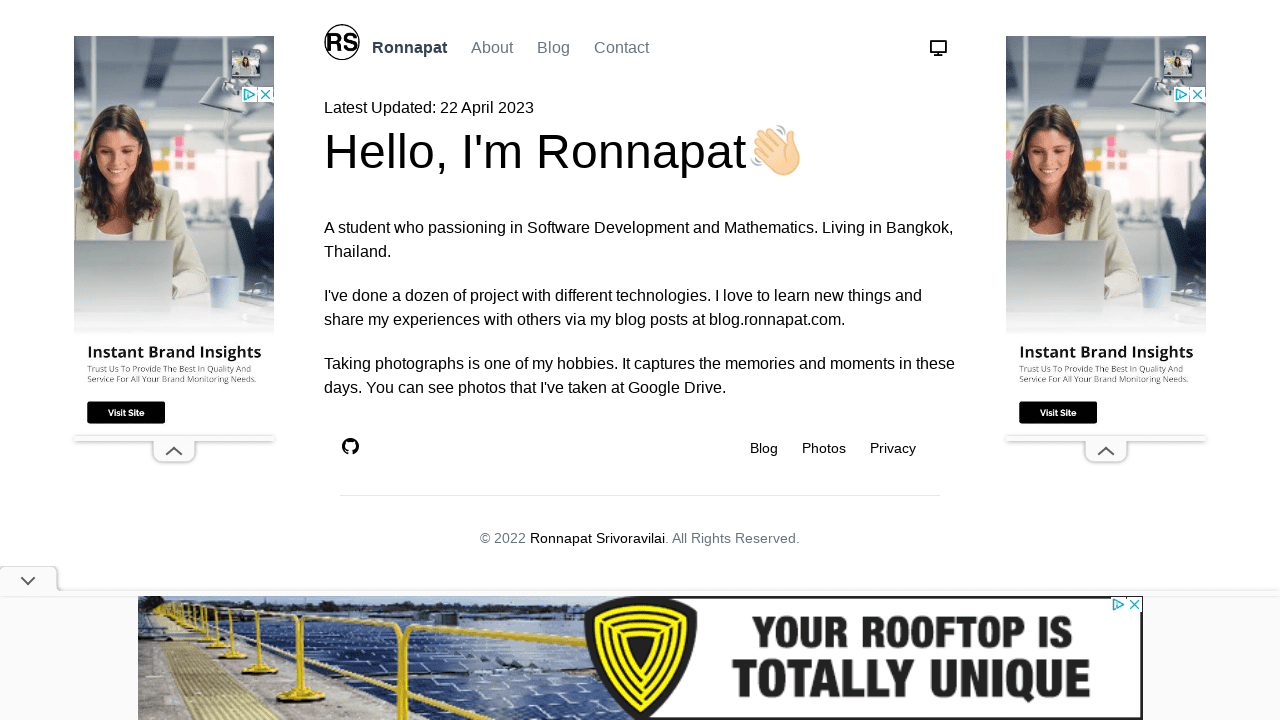 RS
Ronnapat
About
Blog
Contact
Latest Updated: 22 April 2023
Hello, I'm Ronnapat
A student who passioning in Software Development and Mathematics. Living in Bangkok,
Thailand.
I've done a dozen of project with different technologies. I love to learn new things and
share my experiences with others via my blog posts at blog.ronnapat.com.
Taking photographs is one of my hobbies. It captures the memories and moments in these
days. You can see photos that I've taken at Google Drive.
Blog
Photos
Privacy
© 2022 Ronnapat Srivoravilai. All Rights Reserved.
Instant Brand Insights
Trust Us To Provide The Best In Quality And
Service For All Your Brand Monitoring Needs.
Visit Site
Instant Brand Insights
Trust Us To Provide The Best In Quality And
Service For All Your Brand Monitoring Needs.
Visit Site
YOUR ROOFTOP IS
TOTALLY UNIQUE